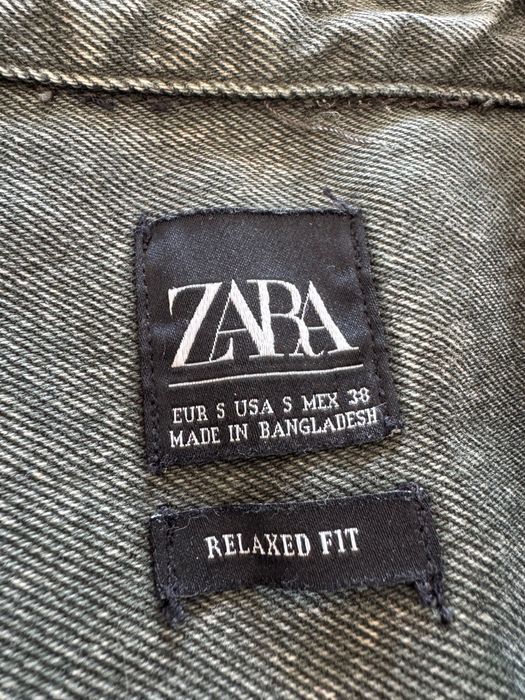 ZARA
EUR S USA S MEX 38
MADE IN BANGLADESH
RELAXED FIT